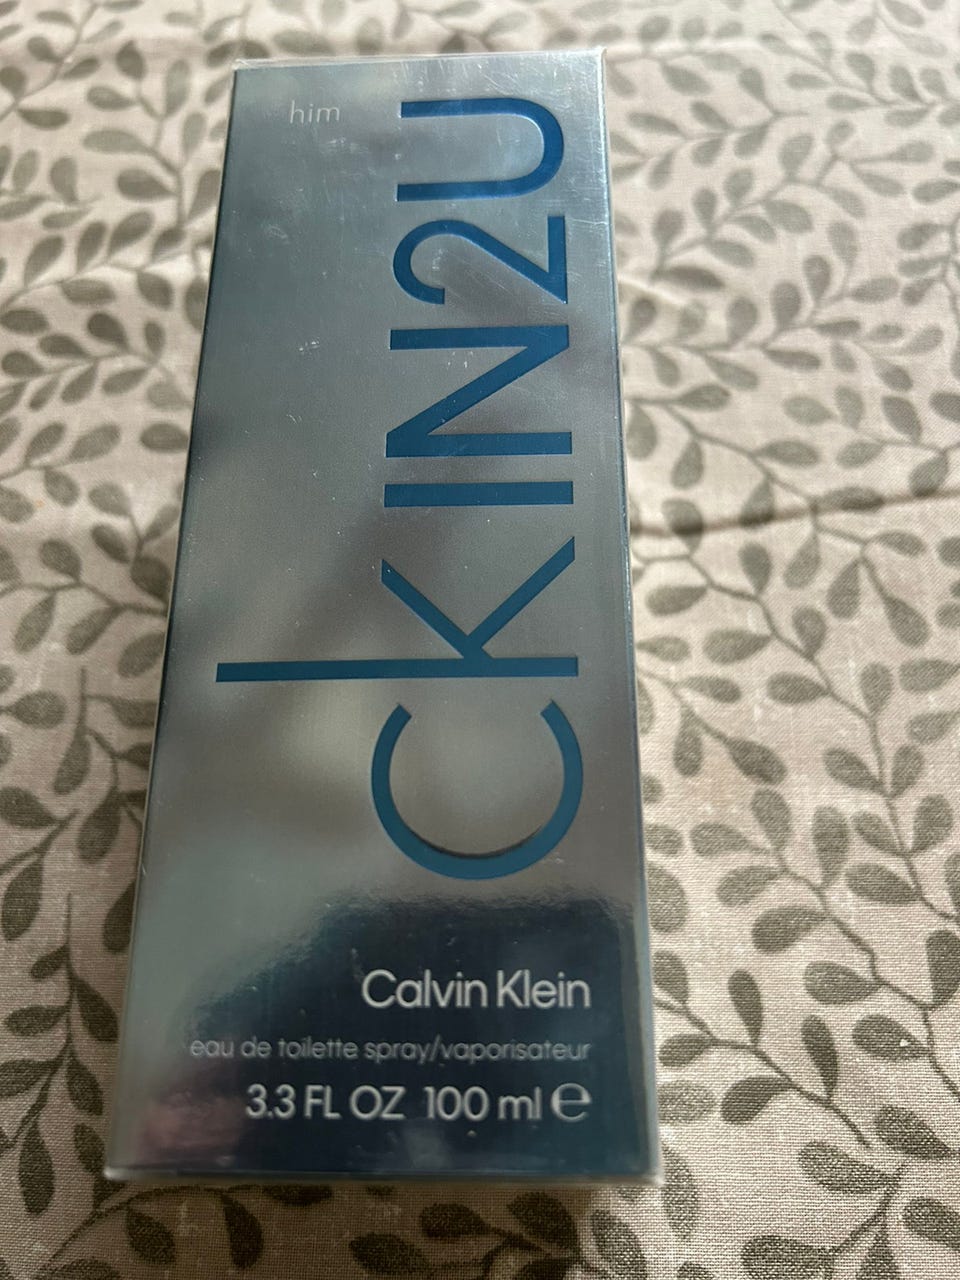 him
ckIN2U
Calvin Klein
eau de toilette spray/vaporisateur
3.3 FL OZ 100 ml ℮